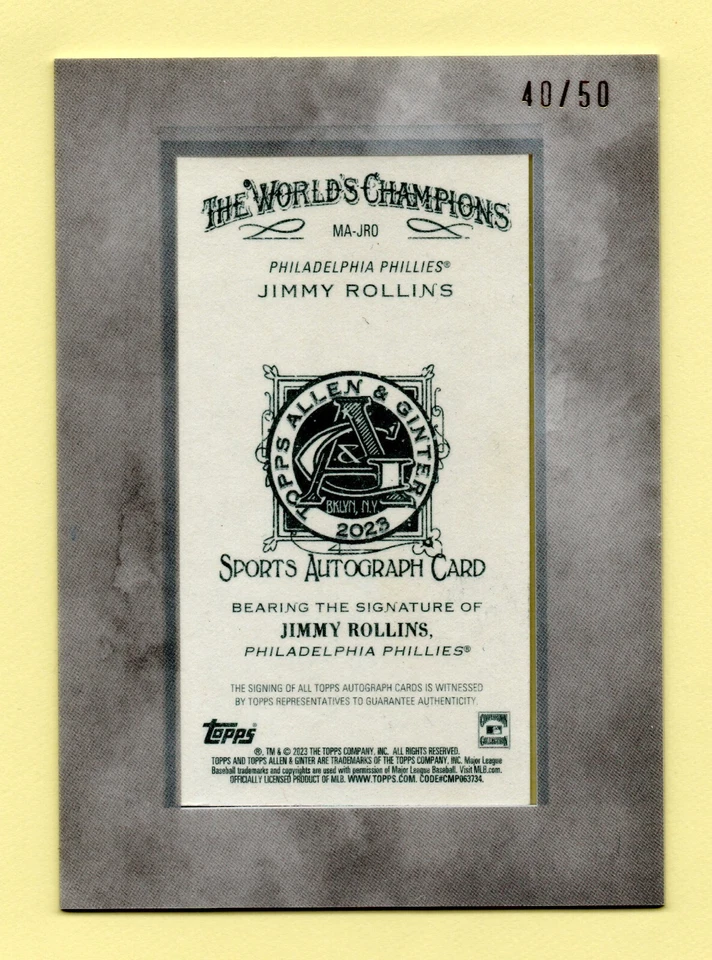 40/50
THE WORLD'S CHAMPIONS
MA-JRO
PHILADELPHIA PHILLIES®
JIMMY ROLLINS
TOPPS ALLEN & GINTER
A&G
BKLYN, N.Y.
2023
SPORTS AUTOGRAPH CARD
BEARING THE SIGNATURE OF
JIMMY ROLLINS,
PHILADELPHIA PHILLIES®
THE SIGNING OF ALL TOPPS AUTOGRAPH CARDS IS WITNESSED
BY TOPPS REPRESENTATIVES TO GUARANTEE AUTHENTICITY.
topps®
COOPERSTOWN
COLLECTION
®, TM & © 2023 THE TOPPS COMPANY, INC. ALL RIGHTS RESERVED.
TOPPS AND TOPPS ALLEN & GINTER ARE TRADEMARKS OF THE TOPPS COMPANY, INC. Major League
Baseball trademarks and copyrights are used with permission of Major League Baseball. Visit MLB.com.
OFFICIALLY LICENSED PRODUCT OF MLB. WWW.TOPPS.COM. CODE#CMP063734.